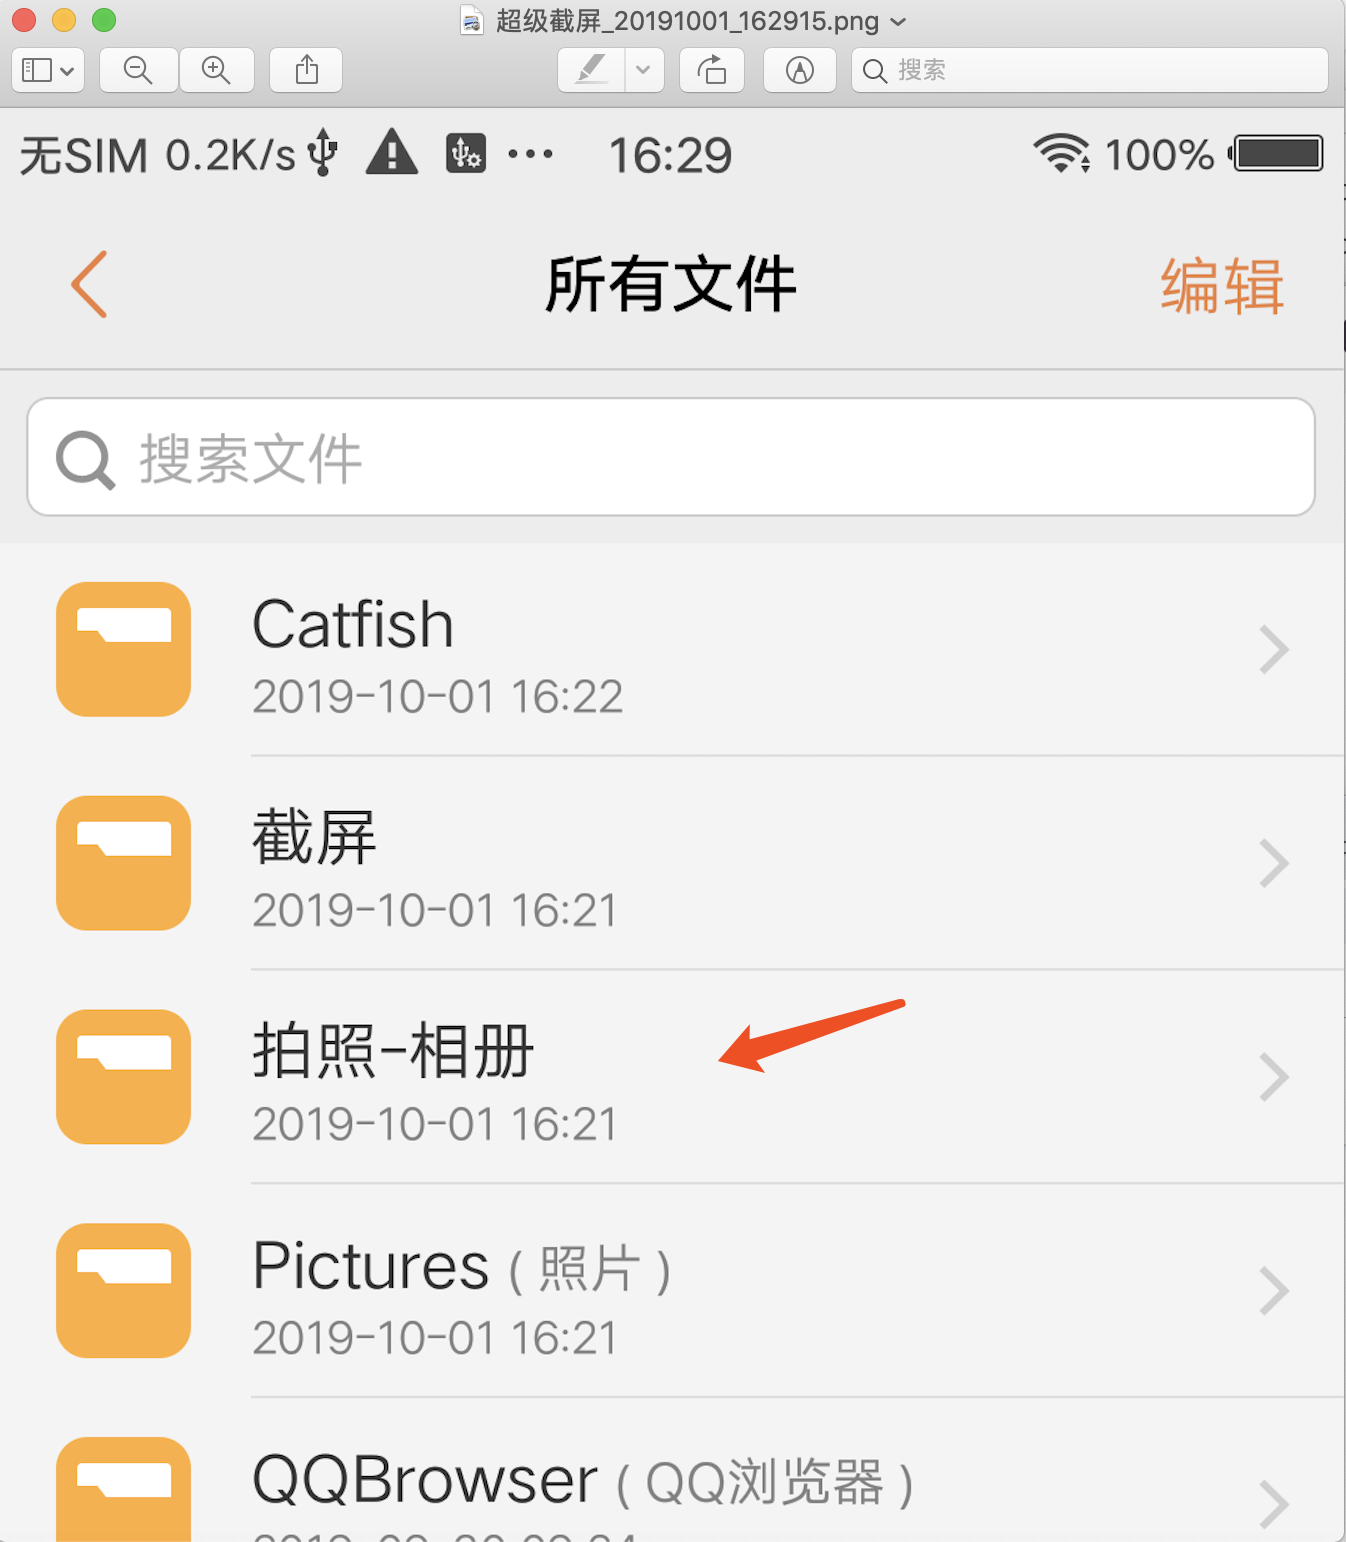 超级截屏_20191001_162915.png
搜索
无SIM 0.2K/s ··· 16:29 100%
所有文件 编辑
搜索文件
Catfish
2019-10-01 16:22
截屏
2019-10-01 16:21
拍照-相册
2019-10-01 16:21
Pictures ( 照片 )
2019-10-01 16:21
QQBrowser ( QQ浏览器 )